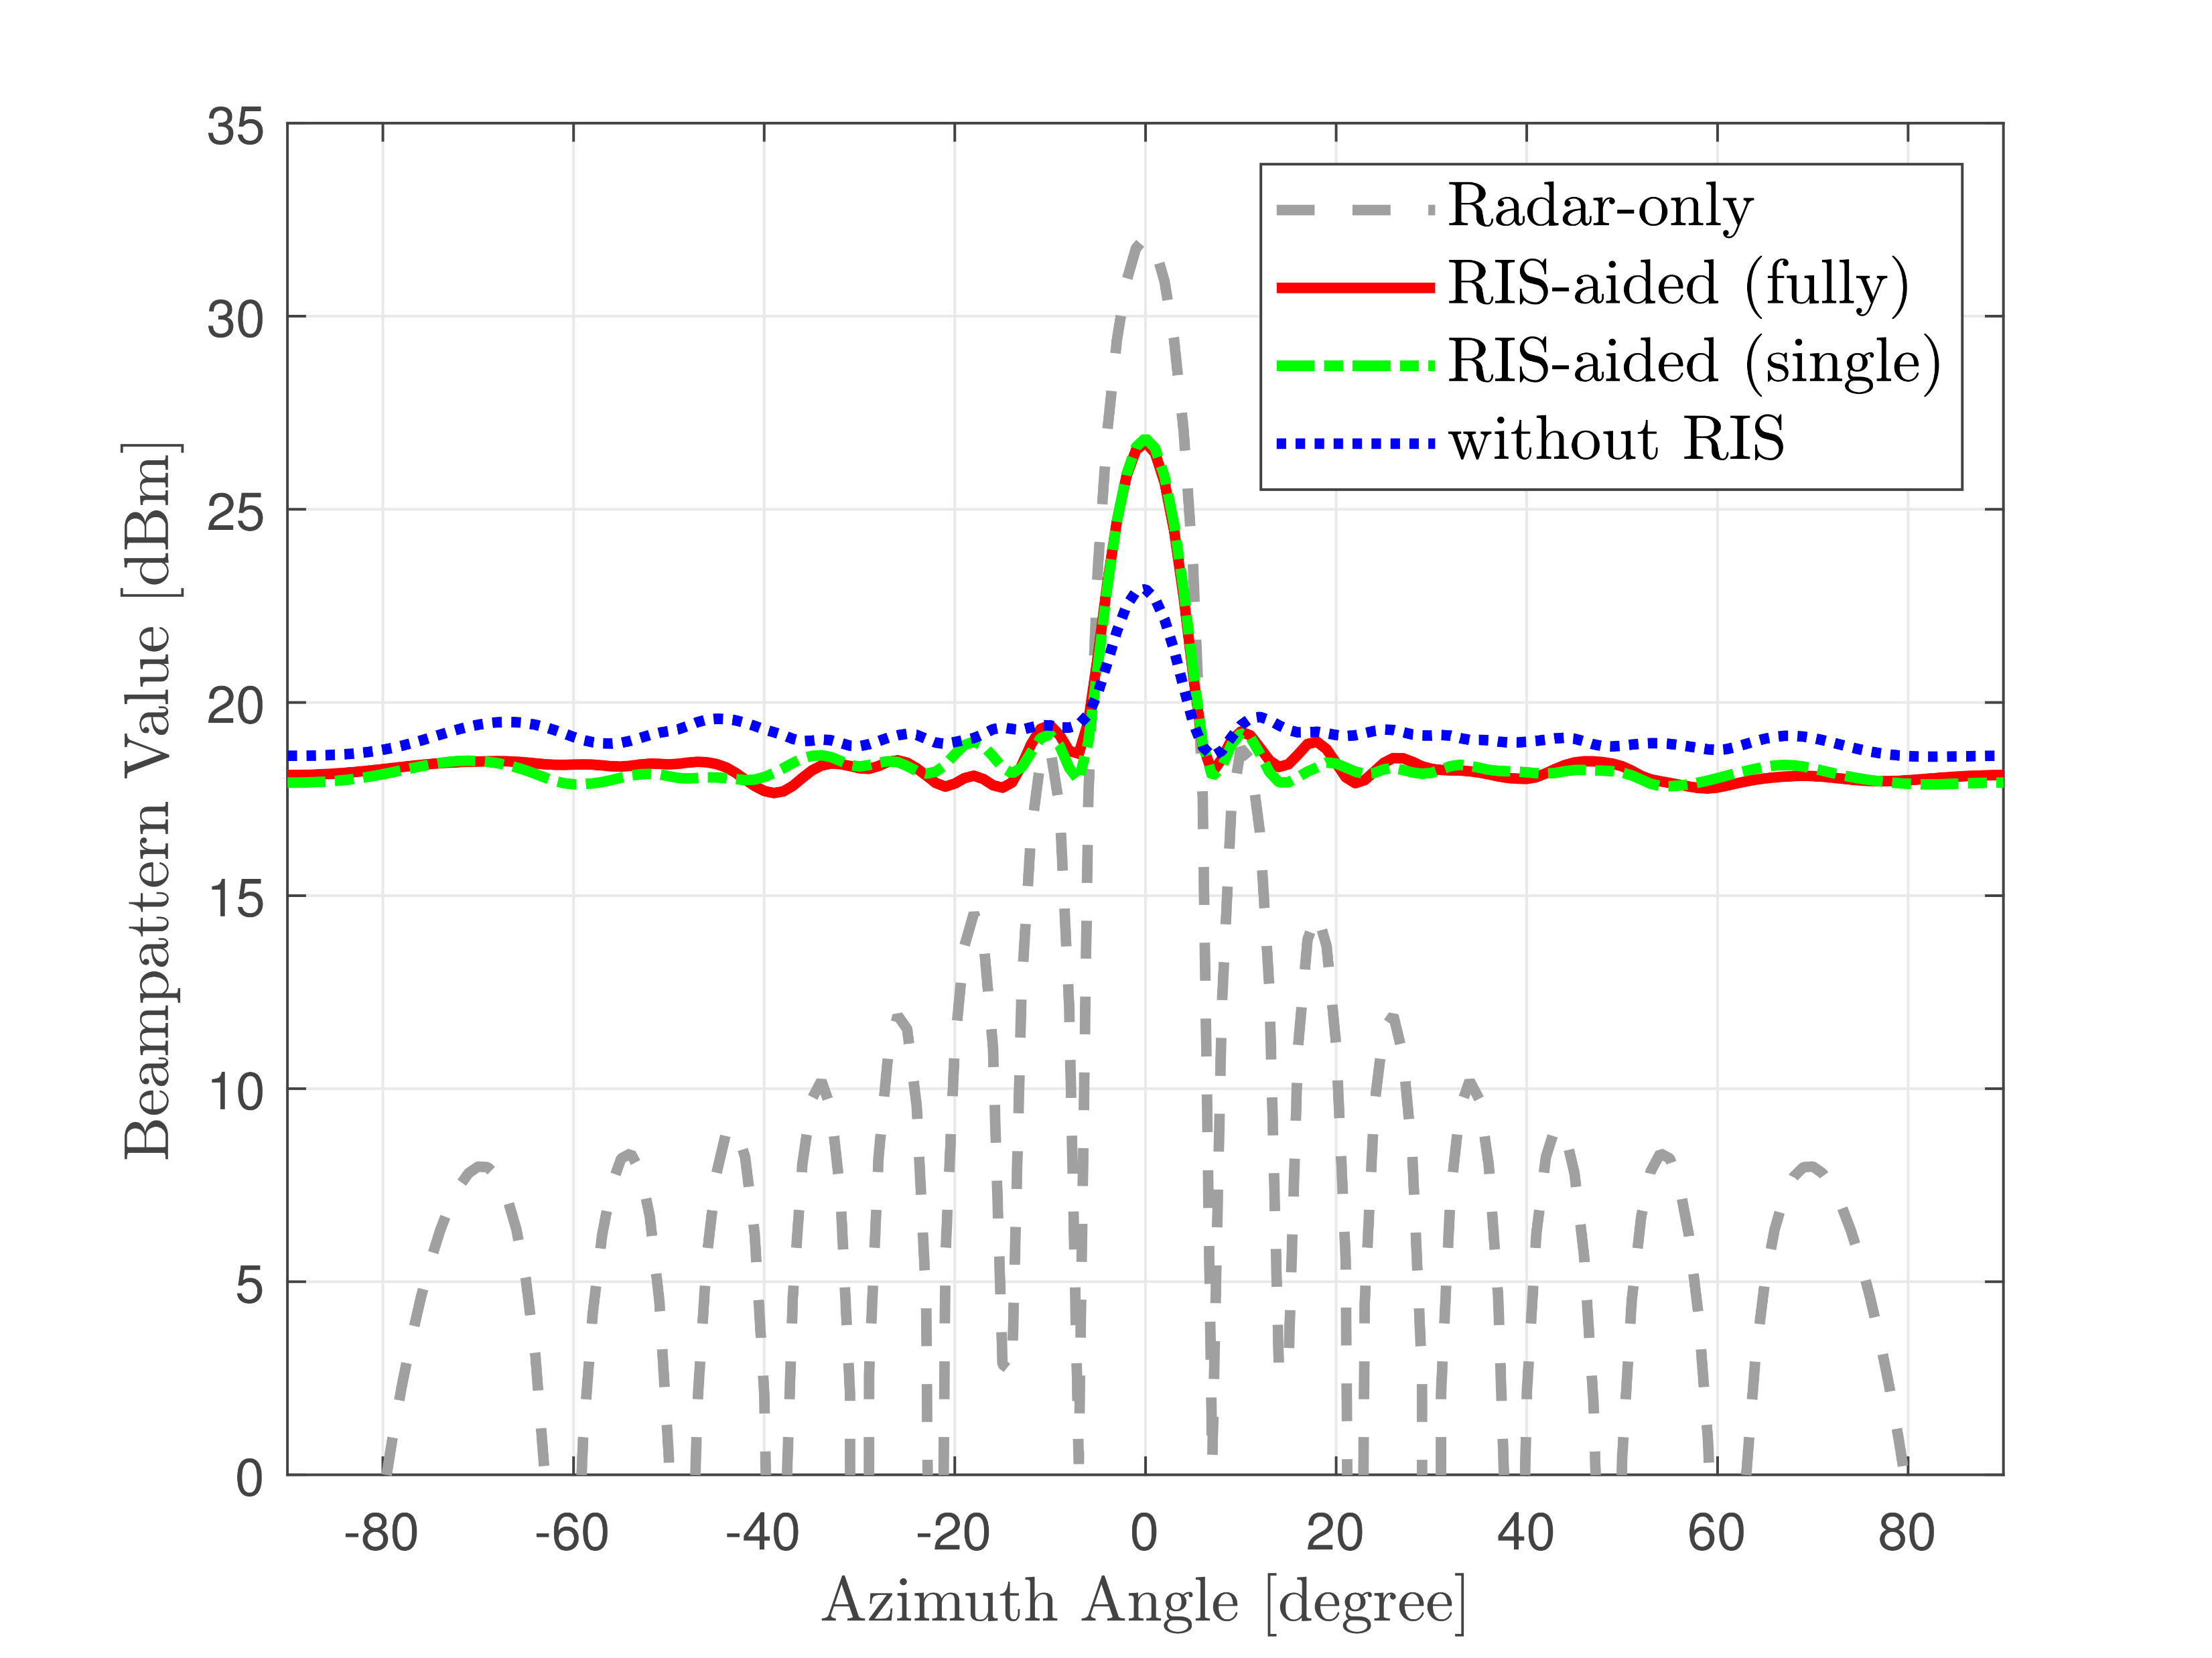 35
30
25
20
15
10
5
0
Beampattern Value [dBm]
Radar-only
RIS-aided (fully)
RIS-aided (single)
without RIS
-80 -60 -40 -20 0 20 40 60 80
Azimuth Angle [degree]